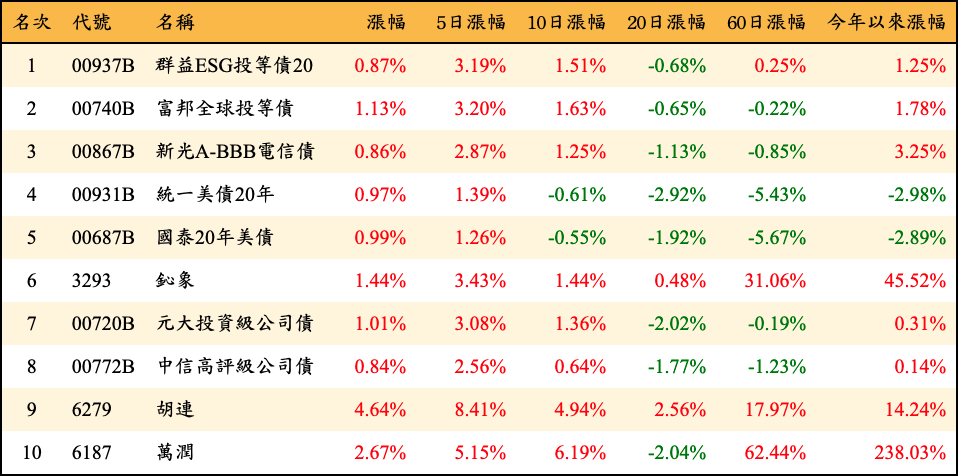 名次 代號 名稱 漲幅 5日漲幅 10日漲幅 20日漲幅 60日漲幅 今年以來漲幅
1 00937B 群益ESG投等債20 0.87% 3.19% 1.51% -0.68% 0.25% 1.25%
2 00740B 富邦全球投等債 1.13% 3.20% 1.63% -0.65% -0.22% 1.78%
3 00867B 新光A-BBB電信債 0.86% 2.87% 1.25% -1.13% -0.85% 3.25%
4 00931B 統一美債20年 0.97% 1.39% -0.61% -2.92% -5.43% -2.98%
5 00687B 國泰20年美債 0.99% 1.26% -0.55% -1.92% -5.67% -2.89%
6 3293 鈊象 1.44% 3.43% 1.44% 0.48% 31.06% 45.52%
7 00720B 元大投資級公司債 1.01% 3.08% 1.36% -2.02% -0.19% 0.31%
8 00772B 中信高評級公司債 0.84% 2.56% 0.64% -1.77% -1.23% 0.14%
9 6279 胡連 4.64% 8.41% 4.94% 2.56% 17.97% 14.24%
10 6187 萬潤 2.67% 5.15% 6.19% -2.04% 62.44% 238.03%